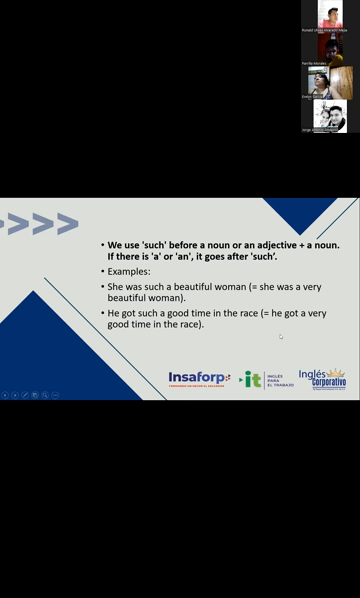 • We use 'such' before a noun or an adjective + a noun.
If there is 'a' or 'an', it goes after 'such'.
• Examples:
• She was such a beautiful woman (= she was a very
beautiful woman).
• He got such a good time in the race (= he got a very
good time in the race).
Insaforp
it
INGLÉS
PARA
EL TRABAJO
Inglés
Corporativo